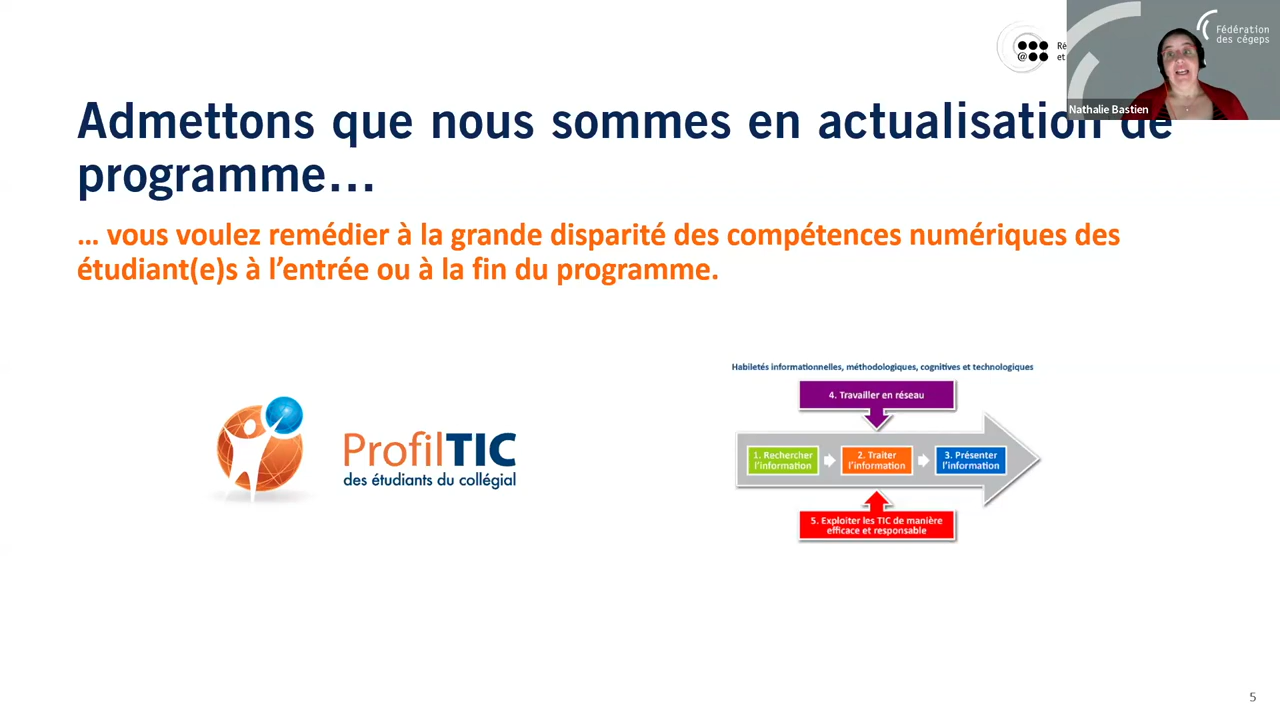 Fédération
des cégeps
Nathalie Bastien
Admettons que nous sommes en actualisation de
programme...
... vous voulez remédier à la grande disparité des compétences numériques des
étudiant(e)s à l'entrée ou à la fin du programme.
ProfilTIC
des étudiants du collégial
Habiletés informationnelles, méthodologiques, cognitives et technologiques
4. Travailler en réseau
1. Rechercher
l'information
2. Traiter
l'information
3. Présenter
l'information
5. Exploiter les TIC de manière
efficace et responsable
5